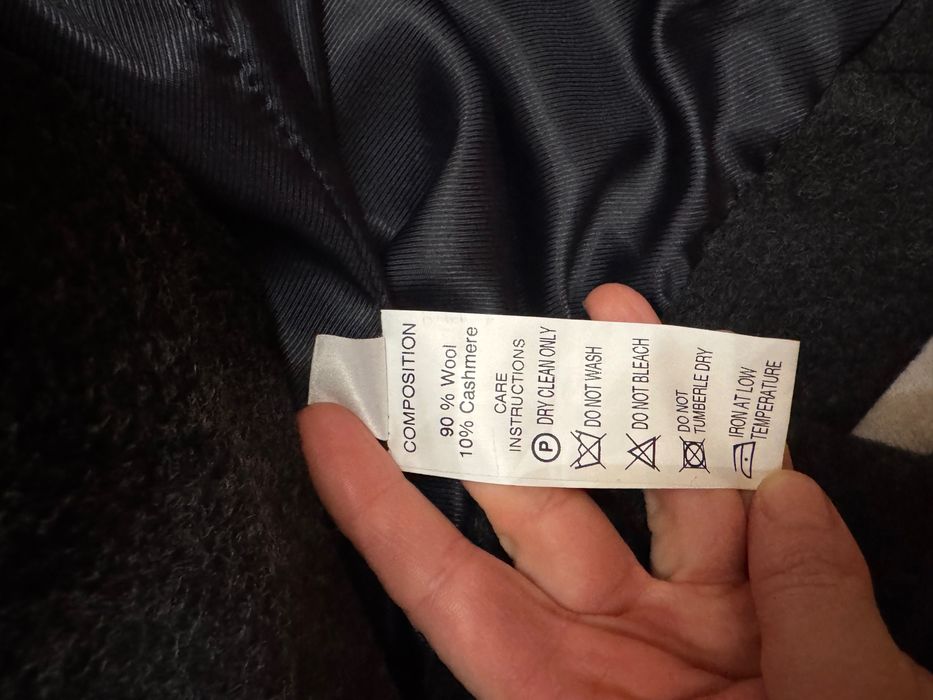 COMPOSITION
90 % Wool
10% Cashmere
CARE
INSTRUCTIONS
P DRY CLEAN ONLY
DO NOT WASH
DO NOT BLEACH
DO NOT
TUMBERLE DRY
IRON AT LOW
TEMPERATURE